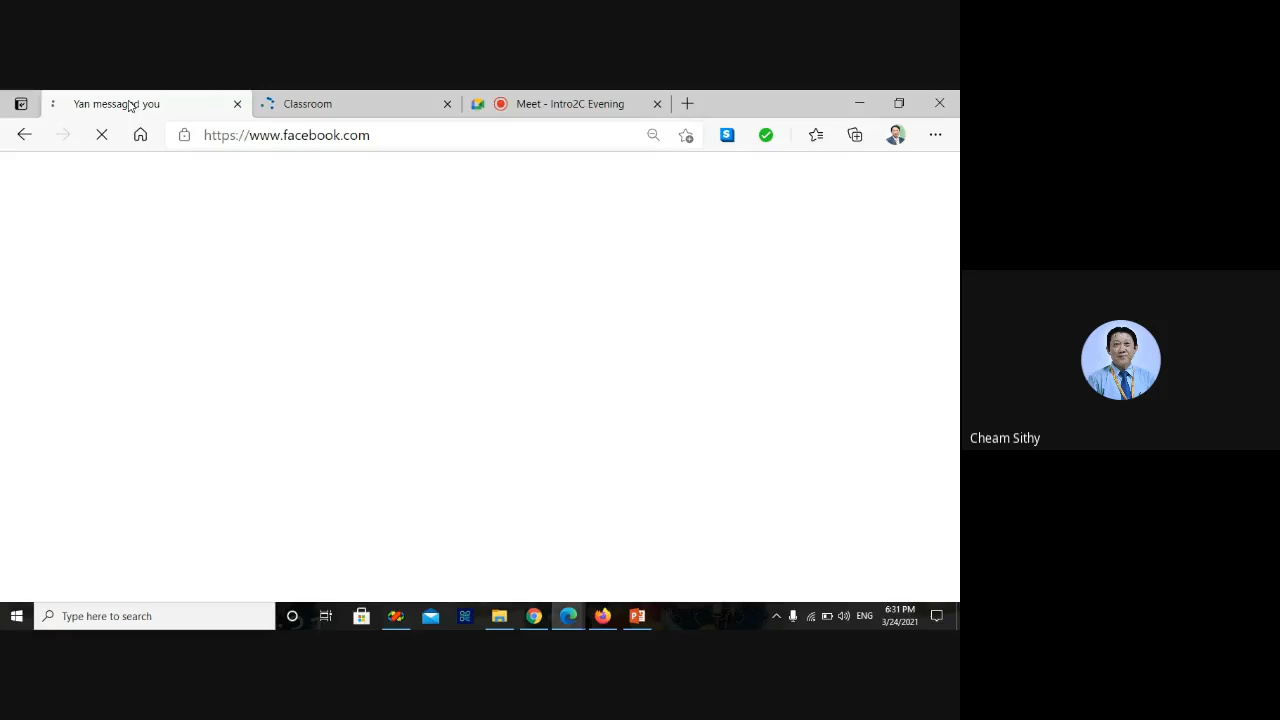 Yan messaged you
Classroom
Meet - Intro2C Evening
https://www.facebook.com
Cheam Sithy
Type here to search
ENG
6:31 PM
3/24/2021